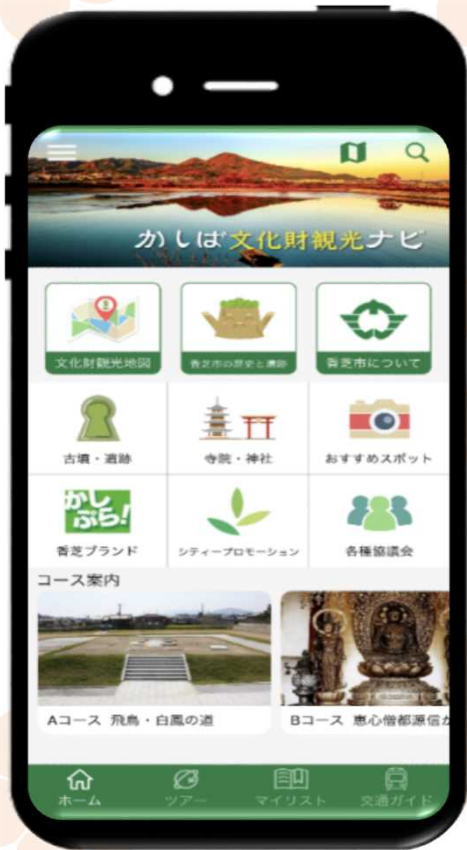 かしば文化財観光ナビ
文化財観光地図
香芝市の歴史と遺跡
香芝市について
古墳・遺跡
寺院・神社
おすすめスポット
かし
ぷら!
香芝ブランド
シティープロモーション
各種協議会
コース案内
Aコース 飛鳥・白鳳の道
Bコース 恵心僧都源信が
ホーム
ツアー
マイリスト
交通ガイド